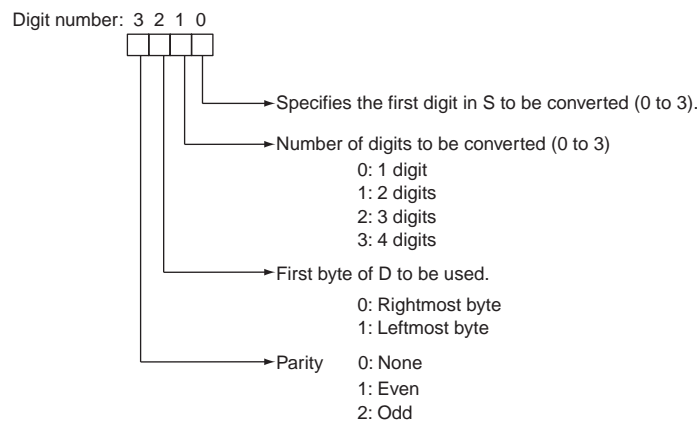 Digit number: 3 2 1 0
Specifies the first digit in S to be converted (0 to 3).
Number of digits to be converted (0 to 3)
0: 1 digit
1: 2 digits
2: 3 digits
3: 4 digits
First byte of D to be used.
0: Rightmost byte
1: Leftmost byte
Parity 0: None
1: Even
2: Odd